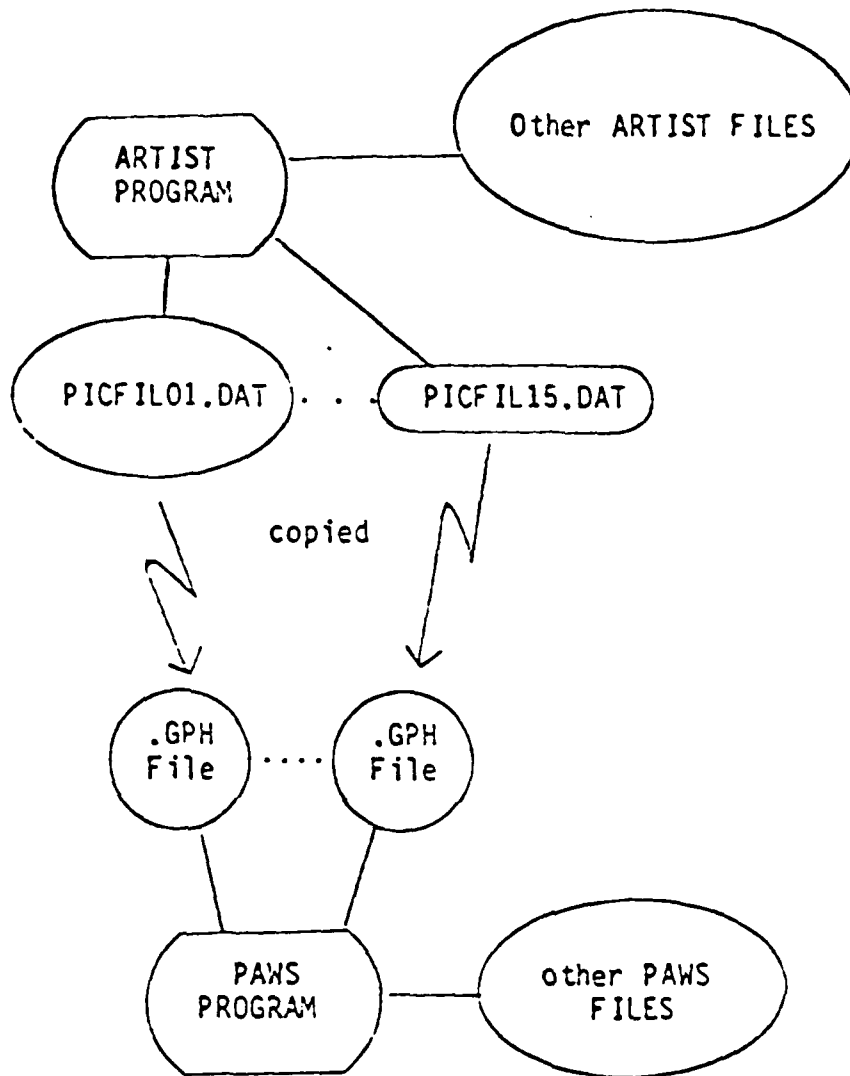 Other ARTIST FILES
ARTIST
PROGRAM
PICFIL01.DAT . . . PICFIL15.DAT
copied
.GPH
File
....
.GPH
File
PAWS
PROGRAM
other PAWS
FILES